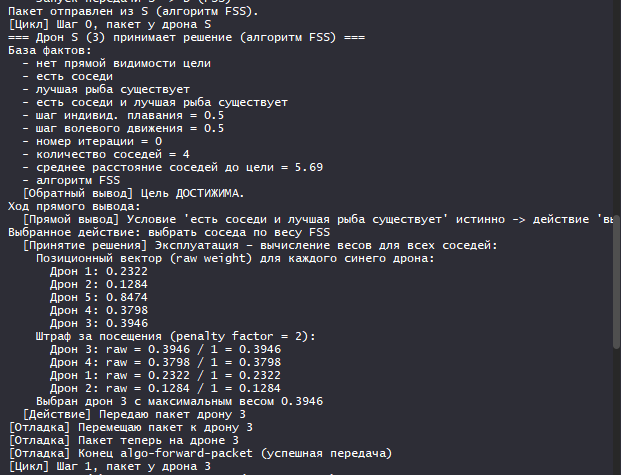 Пакет отправлен из S (алгоритм FSS).
[Цикл] Шаг 0, пакет у дрона S
=== Дрон S (3) принимает решение (алгоритм FSS) ===
База фактов:
- нет прямой видимости цели
- есть соседи
- лучшая рыба существует
- есть соседи и лучшая рыба существует
- шаг индивид. плавания = 0.5
- шаг волевого движения = 0.5
- номер итерации = 0
- количество соседей = 4
- среднее расстояние соседей до цели = 5.69
- алгоритм FSS
[Обратный вывод] Цель ДОСТИЖИМА.
Ход прямого вывода:
[Прямой вывод] Условие 'есть соседи и лучшая рыба существует' истинно -> действие 'вы
Выбранное действие: выбрать соседа по весу FSS
[Принятие решения] Эксплуатация – вычисление весов для всех соседей:
Позиционный вектор (raw weight) для каждого синего дрона:
Дрон 1: 0.2322
Дрон 2: 0.1284
Дрон 5: 0.8474
Дрон 4: 0.3798
Дрон 3: 0.3946
Штраф за посещения (penalty factor = 2):
Дрон 3: raw = 0.3946 / 1 = 0.3946
Дрон 4: raw = 0.3798 / 1 = 0.3798
Дрон 1: raw = 0.2322 / 1 = 0.2322
Дрон 2: raw = 0.1284 / 1 = 0.1284
Выбран дрон 3 с максимальным весом 0.3946
[Действие] Передаю пакет дрону 3
[Отладка] Перемещаю пакет к дрону 3
[Отладка] Пакет теперь на дроне 3
[Отладка] Конец algo-forward-packet (успешная передача)
[Цикл] Шаг 1, пакет у дрона 3